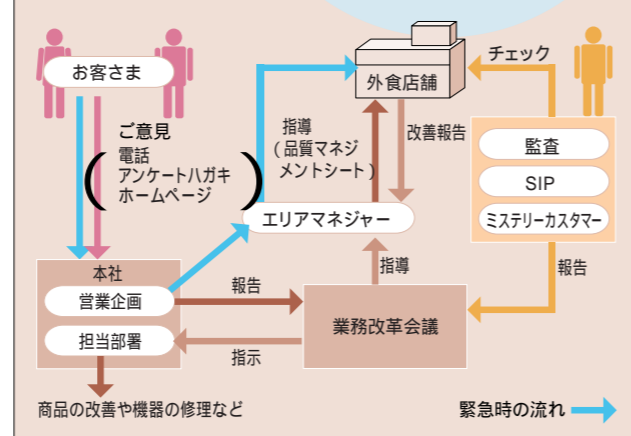 お客さま
外食店舗
チェック
ご意見
電話
アンケートハガキ
ホームページ
指導
(品質マネジ
メントシート)
改善報告
監査
SIP
ミステリーカスタマー
エリアマネジャー
本社
営業企画
担当部署
報告
指示
指導
業務改革会議
報告
商品の改善や機器の修理など
緊急時の流れ